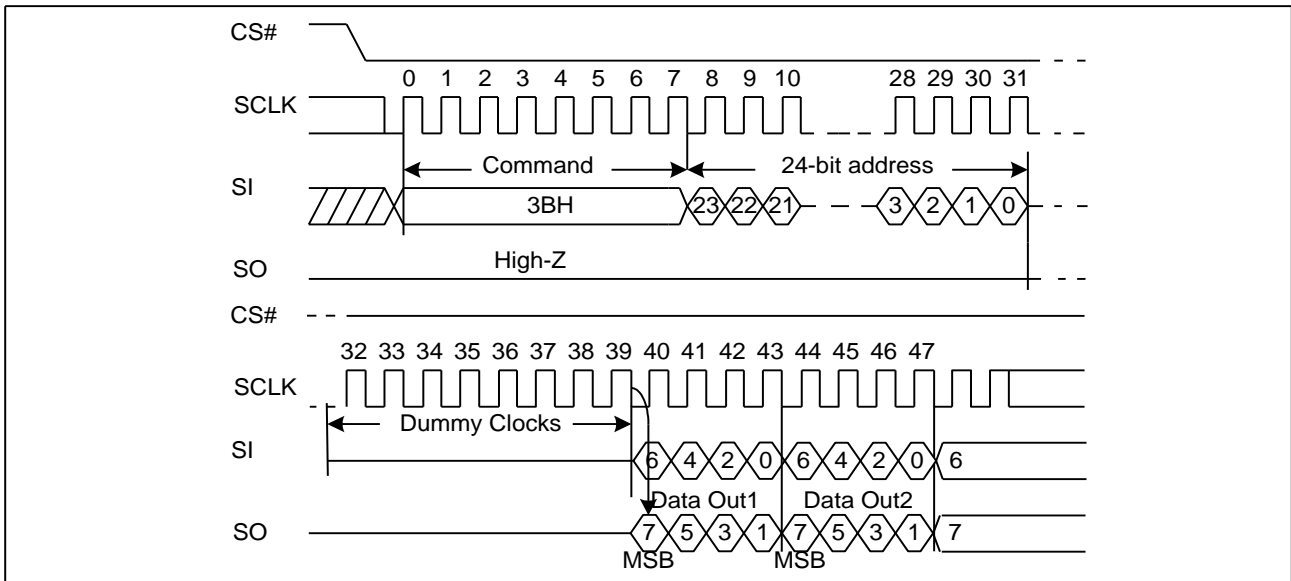 CS#
0 1 2 3 4 5 6 7 8 9 10 28 29 30 31
SCLK
Command 24-bit address
SI
3BH 23 22 21 3 2 1 0
High-Z
SO
CS#
32 33 34 35 36 37 38 39 40 41 42 43 44 45 46 47
SCLK
Dummy Clocks
SI
6 4 2 0 6 4 2 0 6
Data Out1 Data Out2
SO
7 5 3 1 7 5 3 1 7
MSB MSB